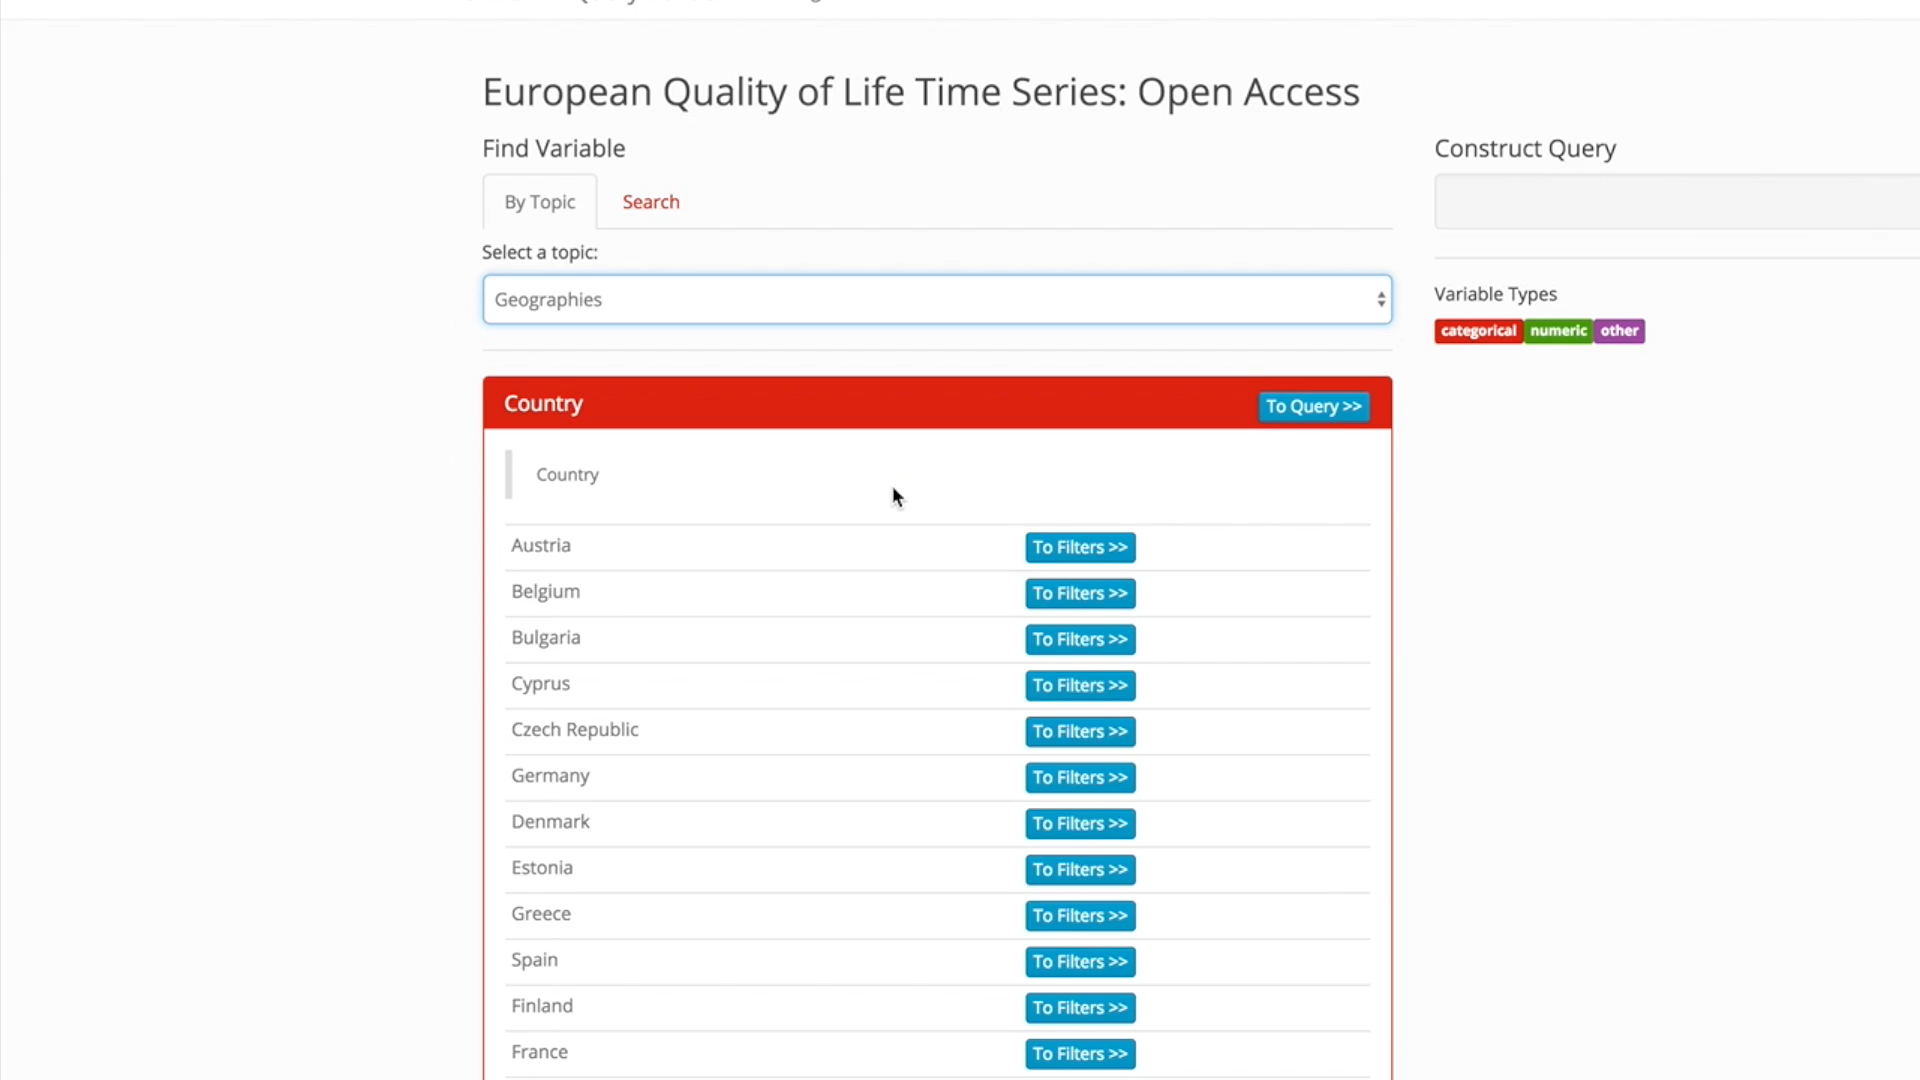 European Quality of Life Time Series: Open Access
Find Variable
Construct Query
By Topic
Search
Select a topic:
Geographies
Variable Types
categorical numeric other
Country
To Query >>
Country
Austria To Filters >>
Belgium To Filters >>
Bulgaria To Filters >>
Cyprus To Filters >>
Czech Republic To Filters >>
Germany To Filters >>
Denmark To Filters >>
Estonia To Filters >>
Greece To Filters >>
Spain To Filters >>
Finland To Filters >>
France To Filters >>